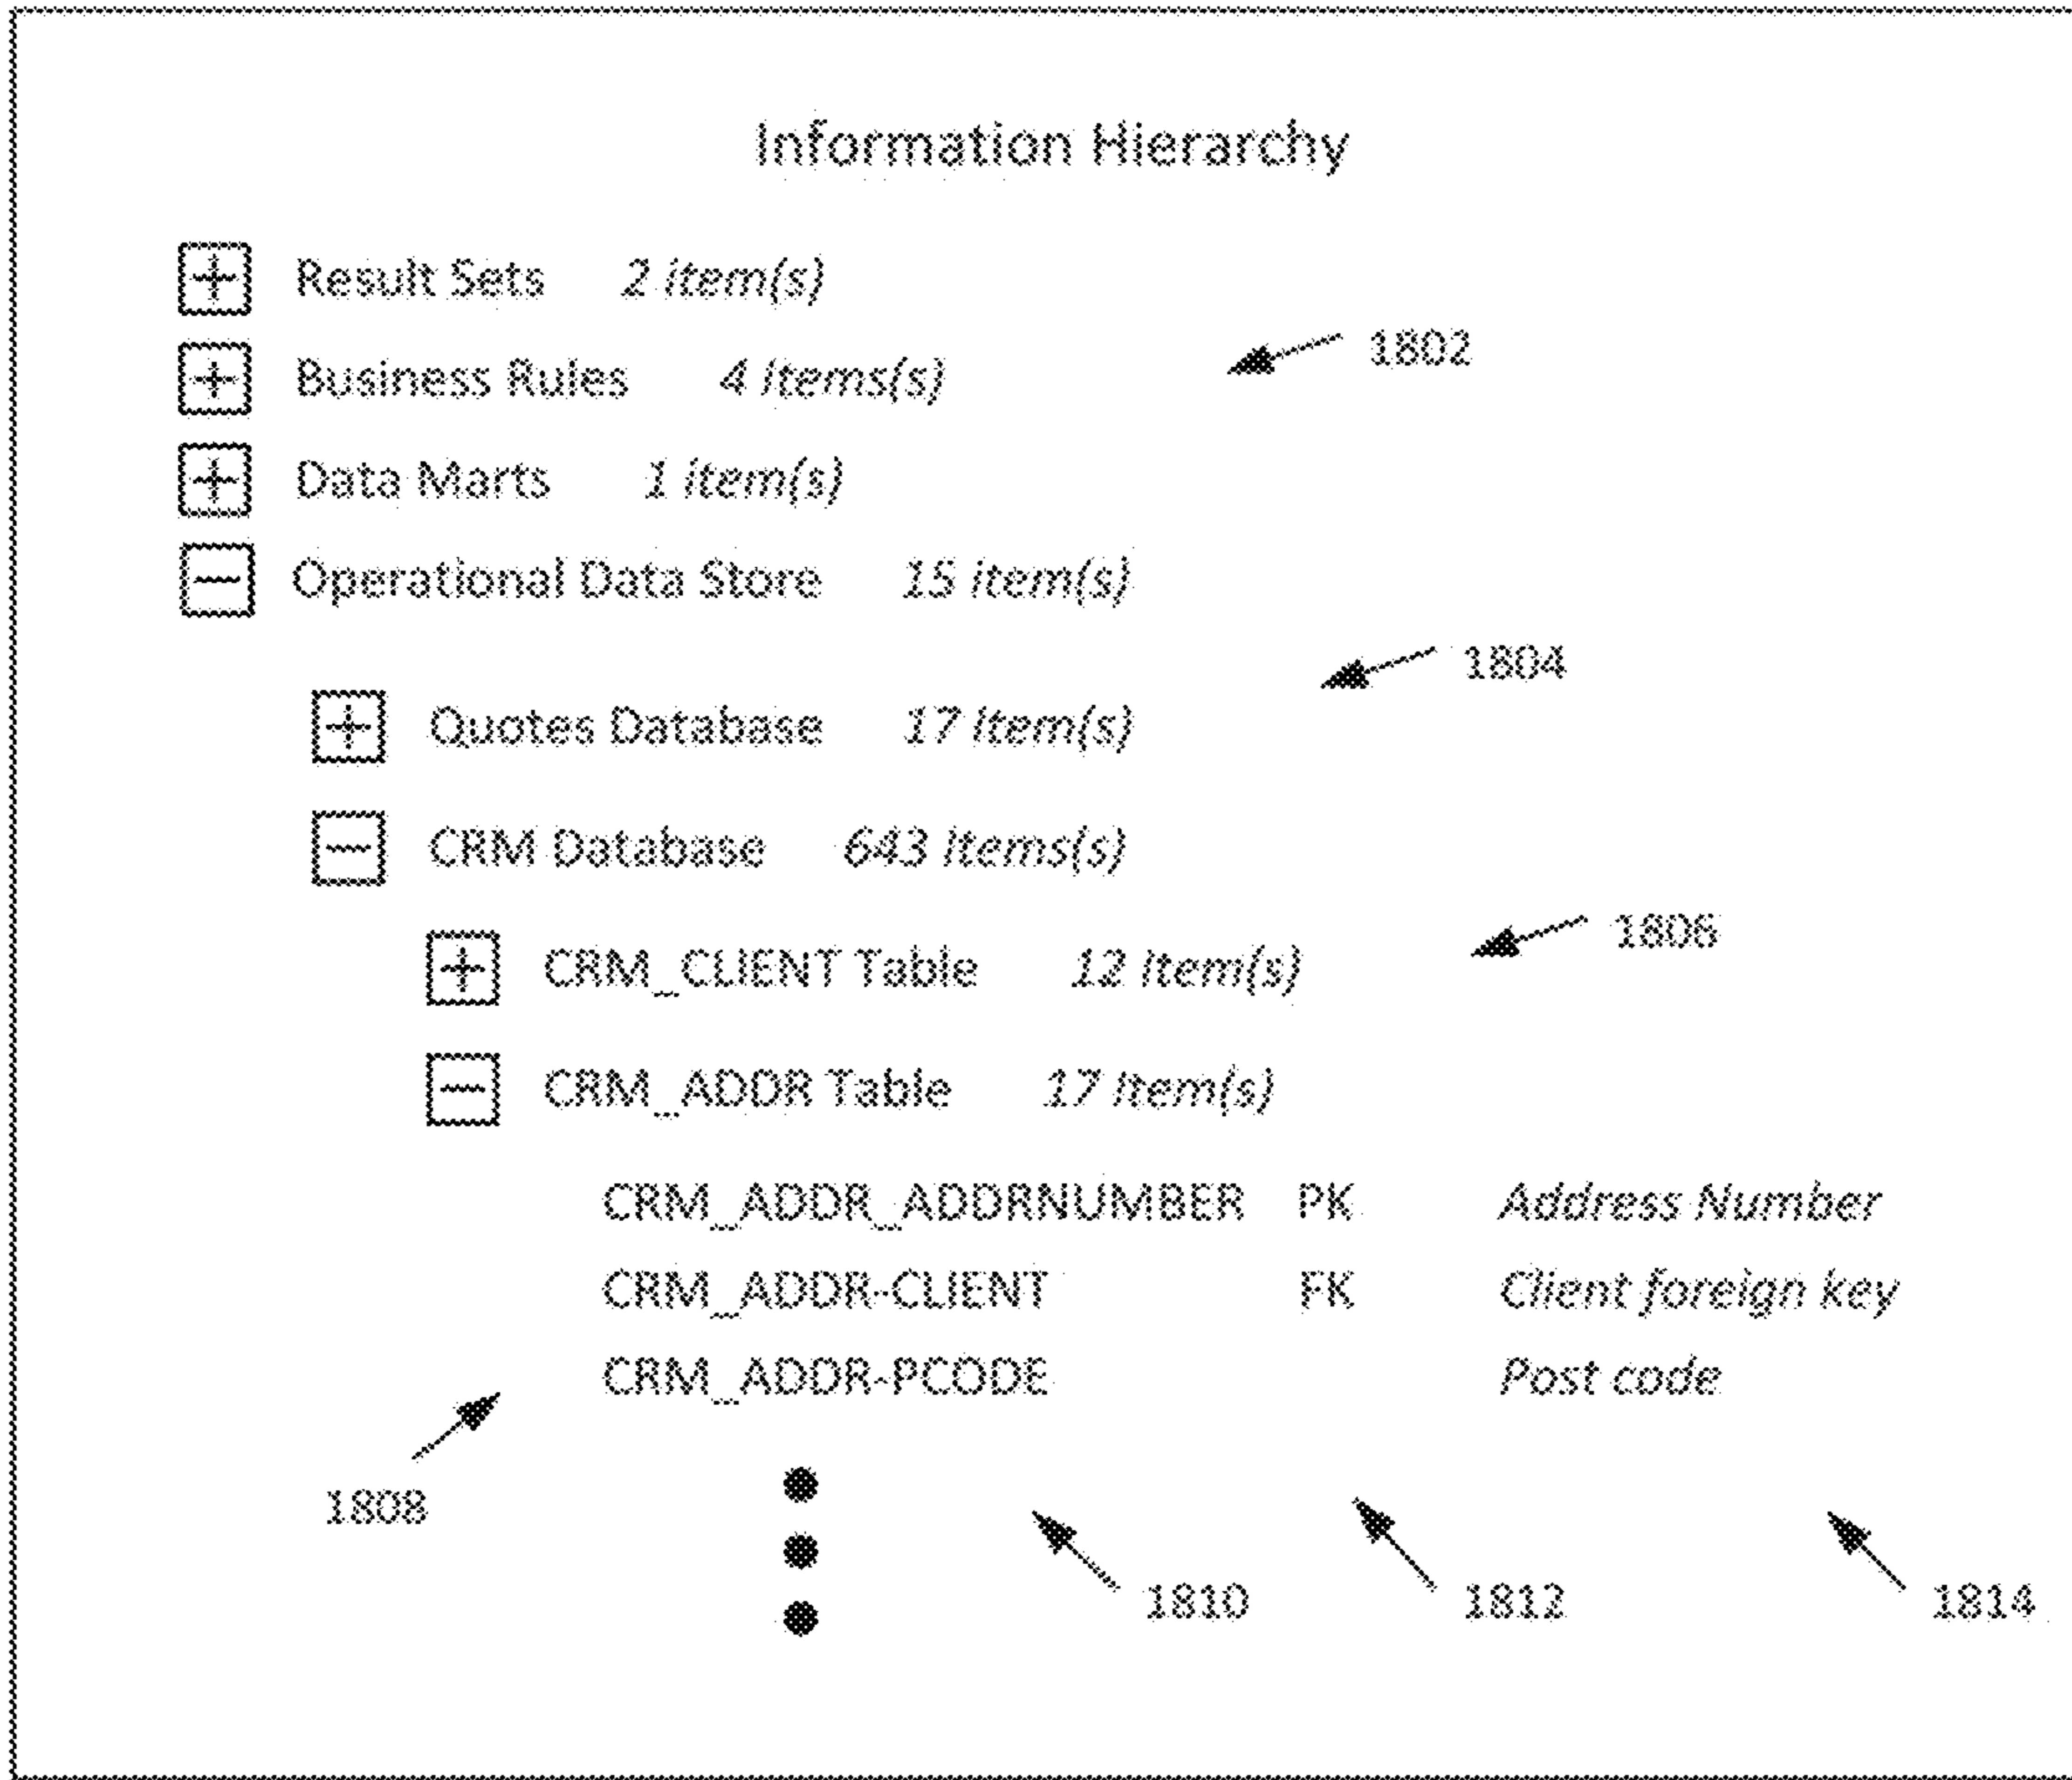 Information Hierarchy
Result Sets 2 item(s)
1802
Business Rules 4 Items(s)
Data Marts 1 item(s)
Operational Data Store 15 item(s)
1804
Quotes Database 17 Item(s)
CRM Database 643 Items(s)
1806
CRM_CLIENT Table 12 Item(s)
CRM_ADDR Table 17 Item(s)
CRM_ADDR_ADDRNUMBER PK Address Number
CRM_ADDR-CLIENT FK Client foreign key
CRM_ADDR-PCODE Post code
1808
1810 1812 1814